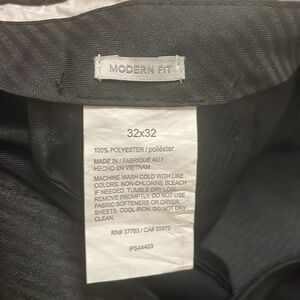 MODERN FIT
32x32
100% POLYESTER / poliéster
MADE IN / FABRIQUÉ AU /
HECHO EN VIETNAM
MACHINE WASH COLD WITH LIKE
COLORS. NON-CHLORINE BLEACH
IF NEEDED. TUMBLE DRY LOW.
REMOVE PROMPTLY. DO NOT USE
FABRIC SOFTENERS OR DRYER
SHEETS. COOL IRON. DO NOT DRY
CLEAN.
RN# 37763 / CA# 55972
PS44403